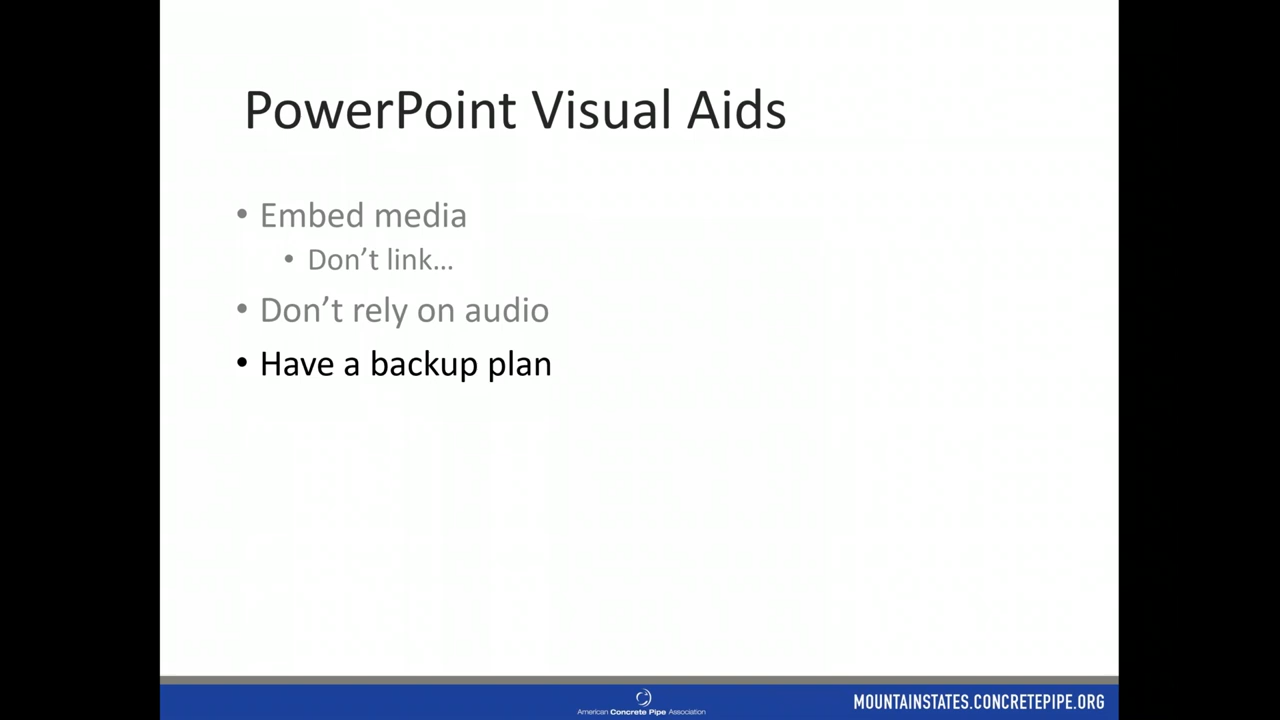 PowerPoint Visual Aids
• Embed media
• Don’t link…
• Don’t rely on audio
• Have a backup plan
American Concrete Pipe Association
MOUNTAINSTATES.CONCRETEPIPE.ORG